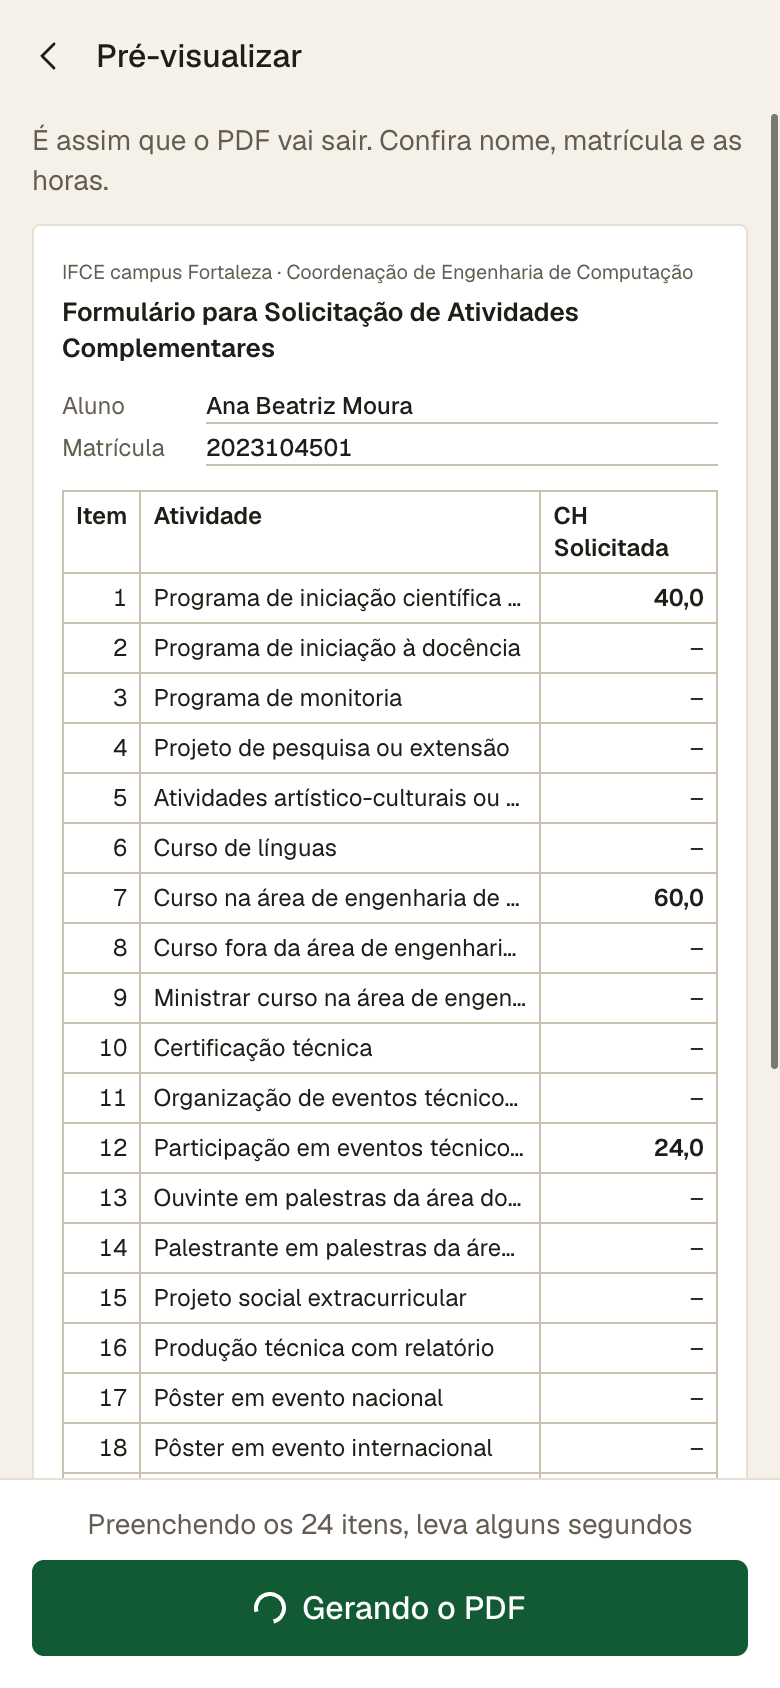 Pré-visualizar
É assim que o PDF vai sair. Confira nome, matrícula e as
horas.
IFCE campus Fortaleza · Coordenação de Engenharia de Computação
Formulário para Solicitação de Atividades
Complementares
Aluno Ana Beatriz Moura
Matrícula 2023104501
Item Atividade CH
Solicitada
1 Programa de iniciação científica ... 40,0
2 Programa de iniciação à docência –
3 Programa de monitoria –
4 Projeto de pesquisa ou extensão –
5 Atividades artístico-culturais ou ... –
6 Curso de línguas –
7 Curso na área de engenharia de ... 60,0
8 Curso fora da área de engenhari... –
9 Ministrar curso na área de engen... –
10 Certificação técnica –
11 Organização de eventos técnico... –
12 Participação em eventos técnico... 24,0
13 Ouvinte em palestras da área do... –
14 Palestrante em palestras da áre... –
15 Projeto social extracurricular –
16 Produção técnica com relatório –
17 Pôster em evento nacional –
18 Pôster em evento internacional –
Preenchendo os 24 itens, leva alguns segundos
Gerando o PDF